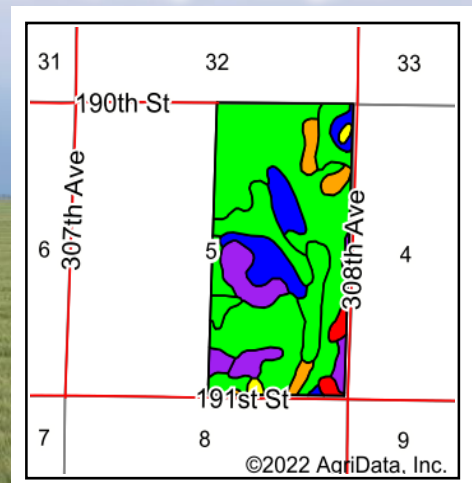 31 32 33
190th St
307th Ave
6 5 4
308th Ave
191st St
7 8 9
©2022 AgriData, Inc.